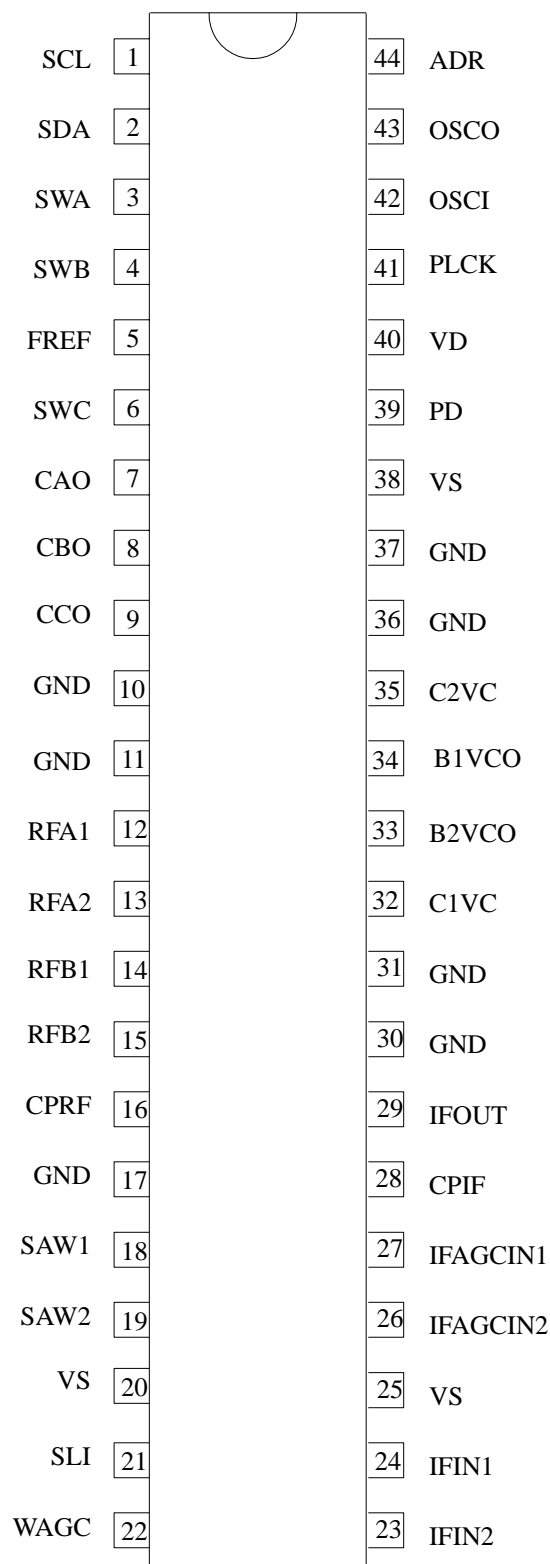 SCL 1 44 ADR
SDA 2 43 OSCO
SWA 3 42 OSCI
SWB 4 41 PLCK
FREF 5 40 VD
SWC 6 39 PD
CAO 7 38 VS
CBO 8 37 GND
CCO 9 36 GND
GND 10 35 C2VC
GND 11 34 B1VCO
RFA1 12 33 B2VCO
RFA2 13 32 C1VC
RFB1 14 31 GND
RFB2 15 30 GND
CPRF 16 29 IFOUT
GND 17 28 CPIF
SAW1 18 27 IFAGCIN1
SAW2 19 26 IFAGCIN2
VS 20 25 VS
SLI 21 24 IFIN1
WAGC 22 23 IFIN2